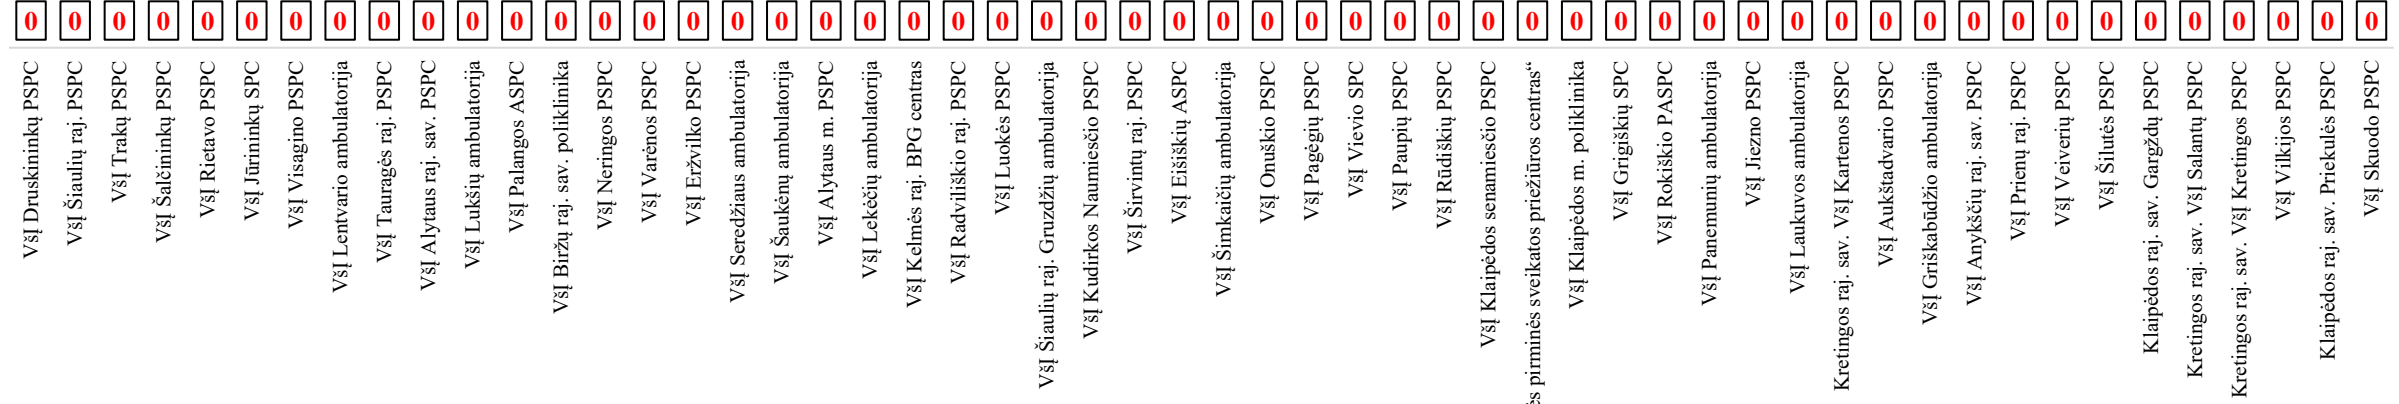 0 0 0 0 0 0 0 0 0 0 0 0 0 0 0 0 0 0 0 0 0 0 0 0 0 0 0 0 0 0 0 0 0 0 0 0 0 0 0 0 0 0 0 0 0 0 0 0 0 0 0 0 0 0
VšĮ Druskininkų PSPC
VšĮ Šiaulių raj. PSPC
VšĮ Trakų PSPC
VšĮ Šalčininkų PSPC
VšĮ Rietavo PSPC
VšĮ Jūrininkų SPC
VšĮ Visagino PSPC
VšĮ Lentvario ambulatorija
VšĮ Tauragės raj. PSPC
VšĮ Alytaus raj. sav. PSPC
VšĮ Lukšių ambulatorija
VšĮ Palangos ASPC
VšĮ Biržų raj. sav. poliklinika
VšĮ Neringos PSPC
VšĮ Varėnos PSPC
VšĮ Eržvilko PSPC
VšĮ Seredžiaus ambulatorija
VšĮ Šaukėnų ambulatorija
VšĮ Alytaus m. PSPC
VšĮ Lekėčių ambulatorija
VšĮ Kelmės raj. BPG centras
VšĮ Radviliškio raj. PSPC
VšĮ Luokės PSPC
VšĮ Šiaulių raj. Gruzdžių ambulatorija
VšĮ Kudirkos Naumiesčio PSPC
VšĮ Širvintų raj. PSPC
VšĮ Eišiškių ASPC
VšĮ Šimkaičių ambulatorija
VšĮ Onuškio PSPC
VšĮ Pagėgių PSPC
VšĮ Vievio SPC
VšĮ Paupių PSPC
VšĮ Rūdiškių PSPC
VšĮ Klaipėdos senamiesčio PSPC
ės pirminės sveikatos priežiūros centras“
VšĮ Klaipėdos m. poliklinika
VšĮ Grigiškių SPC
VšĮ Rokiškio PASPC
VšĮ Panemunių ambulatorija
VšĮ Jiezno PSPC
VšĮ Laukuvos ambulatorija
Kretingos raj. sav. VšĮ Kartenos PSPC
VšĮ Aukštadvario PSPC
VšĮ Griškabūdžio ambulatorija
VšĮ Anykščių raj. sav. PSPC
VšĮ Prienų raj. PSPC
VšĮ Veiverių PSPC
VšĮ Šilutės PSPC
Klaipėdos raj. sav. Gargždų PSPC
Kretingos raj. sav. VšĮ Salantų PSPC
Kretingos raj. sav. VšĮ Kretingos PSPC
VšĮ Vilkijos PSPC
Klaipėdos raj. sav. Priekulės PSPC
VšĮ Skuodo PSPC